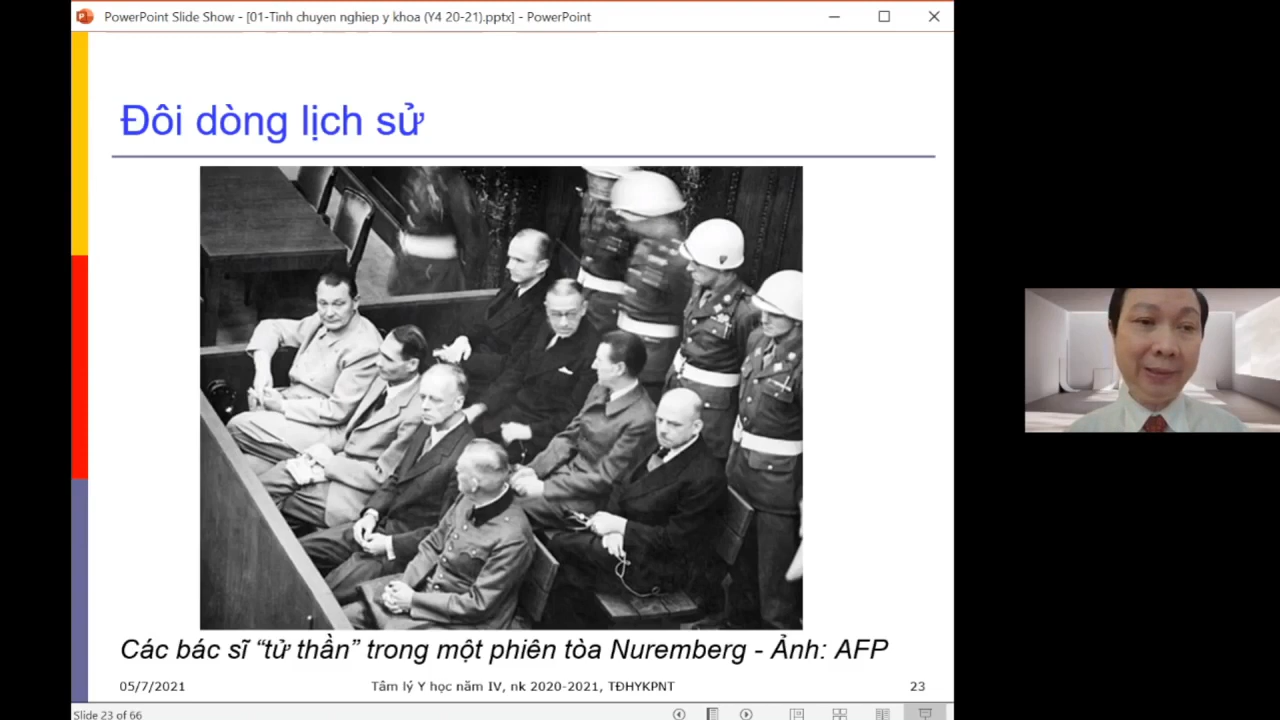 PowerPoint Slide Show - [01-Tinh chuyen nghiep y khoa (Y4 20-21).pptx] - PowerPoint
Đôi dòng lịch sử
Các bác sĩ “tử thần” trong một phiên tòa Nuremberg - Ảnh: AFP
05/7/2021 Tâm lý Y học năm IV, nk 2020-2021, TĐHYKPNT 23
Slide 23 of 66